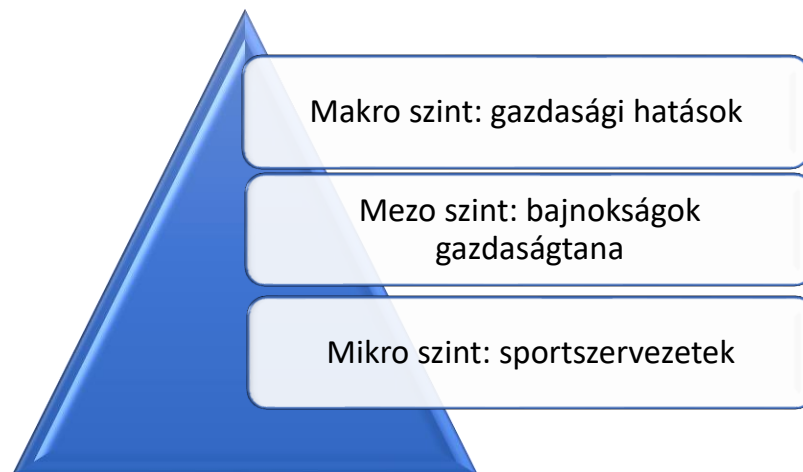 Makro szint: gazdasági hatások
Mezo szint: bajnokságok
gazdaságtana
Mikro szint: sportszervezetek